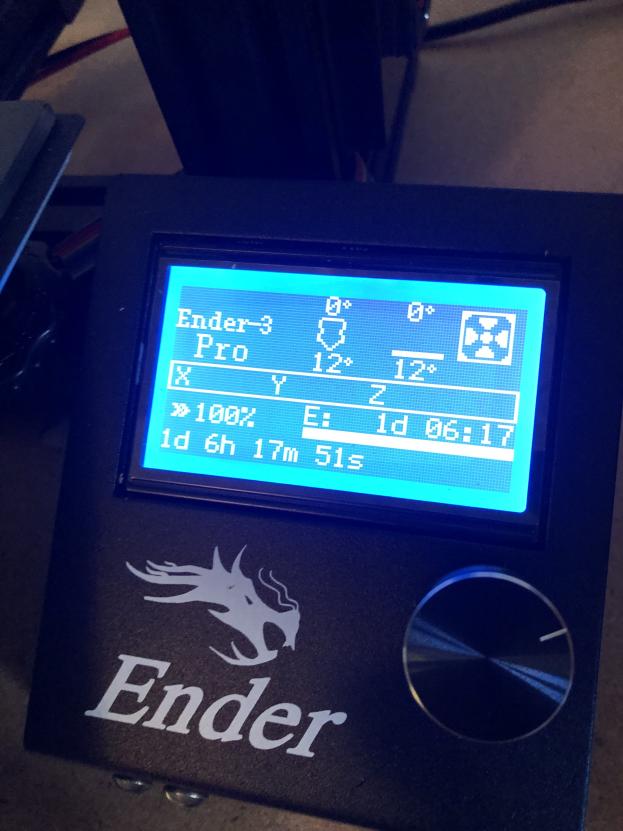 0° 0°
Ender-3
Pro
12° 12°
X Y Z
»100% E: 1d 06:17
1d 6h 17m 51s
Ender